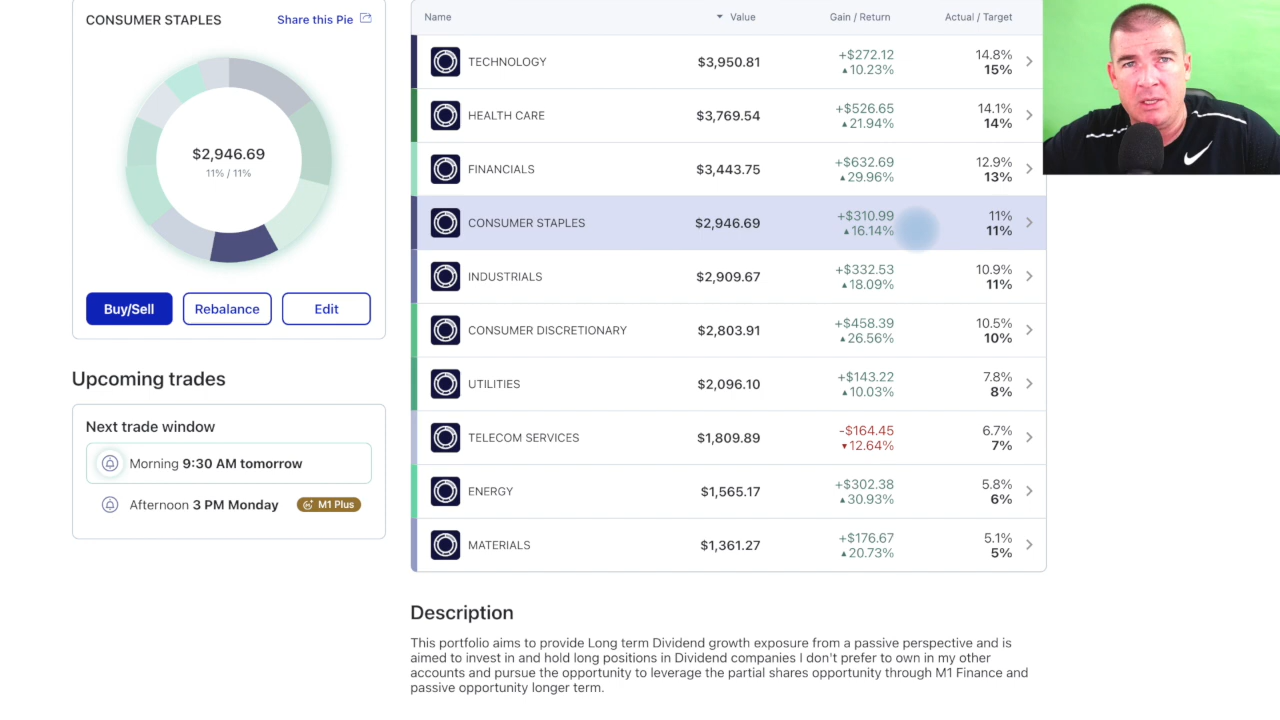 CONSUMER STAPLES
Share this Pie
$2,946.69
11% / 11%
Buy/Sell
Rebalance
Edit
Upcoming trades
Next trade window
Morning 9:30 AM tomorrow
Afternoon 3 PM Monday
M1 Plus
Name Value Gain / Return Actual / Target
TECHNOLOGY $3,950.81 +$272.12 14.8%
10.23% 15%
HEALTH CARE $3,769.54 +$526.65 14.1%
21.94% 14%
FINANCIALS $3,443.75 +$632.69 12.9%
29.96% 13%
CONSUMER STAPLES $2,946.69 +$310.99 11%
16.14% 11%
INDUSTRIALS $2,909.67 +$332.53 10.9%
18.09% 11%
CONSUMER DISCRETIONARY $2,803.91 +$458.39 10.5%
26.56% 10%
UTILITIES $2,096.10 +$143.22 7.8%
10.03% 8%
TELECOM SERVICES $1,809.89 -$164.45 6.7%
12.64% 7%
ENERGY $1,565.17 +$302.38 5.8%
30.93% 6%
MATERIALS $1,361.27 +$176.67 5.1%
20.73% 5%
Description
This portfolio aims to provide Long term Dividend growth exposure from a passive perspective and is
aimed to invest in and hold long positions in Dividend companies I don't prefer to own in my other
accounts and pursue the opportunity to leverage the partial shares opportunity through M1 Finance and
passive opportunity longer term.